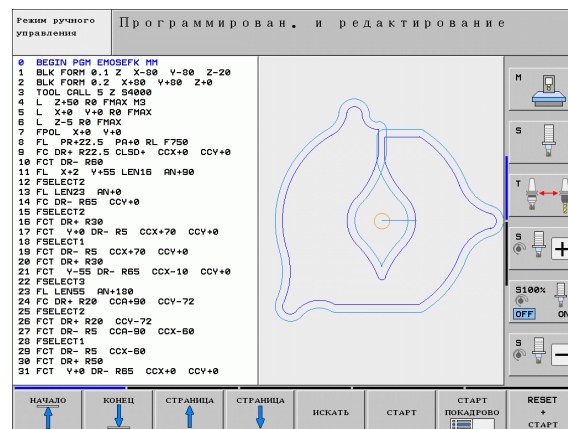 Режим ручного
управления
Программирован. и редактирование
0 BEGIN PGM EMOSEFK MM
1 BLK FORM 0.1 Z X-80 Y-80 Z-20
2 BLK FORM 0.2 X+80 Y+80 Z+0
3 TOOL CALL 5 Z S4000
4 L Z+50 R0 FMAX M3
5 L X+0 Y+0 R0 FMAX
6 L Z-5 R0 FMAX
7 FPOL X+0 Y+0
8 FL PR+22.5 PA+0 RL F750
9 FC DR+ R22.5 CLSD+ CCX+0 CCY+0
10 FCT DR- R60
11 FL X+2 Y+55 LEN16 AN+90
12 FSELECT2
13 FL LEN23 AN+0
14 FC DR- R65 CCY+0
15 FSELECT2
16 FCT DR+ R30
17 FCT Y+0 DR- R5 CCX+70 CCY+0
18 FSELECT1
19 FCT DR- R5 CCX+70 CCY+0
20 FCT DR+ R30
21 FCT Y-55 DR- R65 CCX-10 CCY+0
22 FSELECT3
23 FL LEN55 AN+180
24 FC DR+ R20 CCA+90 CCY-72
25 FSELECT2
26 FCT DR+ R20 CCY-72
27 FCT DR- R5 CCA-90 CCX-60
28 FSELECT1
29 FCT DR- R5 CCX-60
30 FCT DR+ R50
31 FCT Y+0 DR- R65 CCX+0 CCY+0
M
S
T
S
S100%
OFF ON
S
НАЧАЛО
КОНЕЦ
СТРАНИЦА
СТРАНИЦА
ИСКАТЬ
СТАРТ
СТАРТ
ПОКАДРОВО
RESET
+
СТАРТ